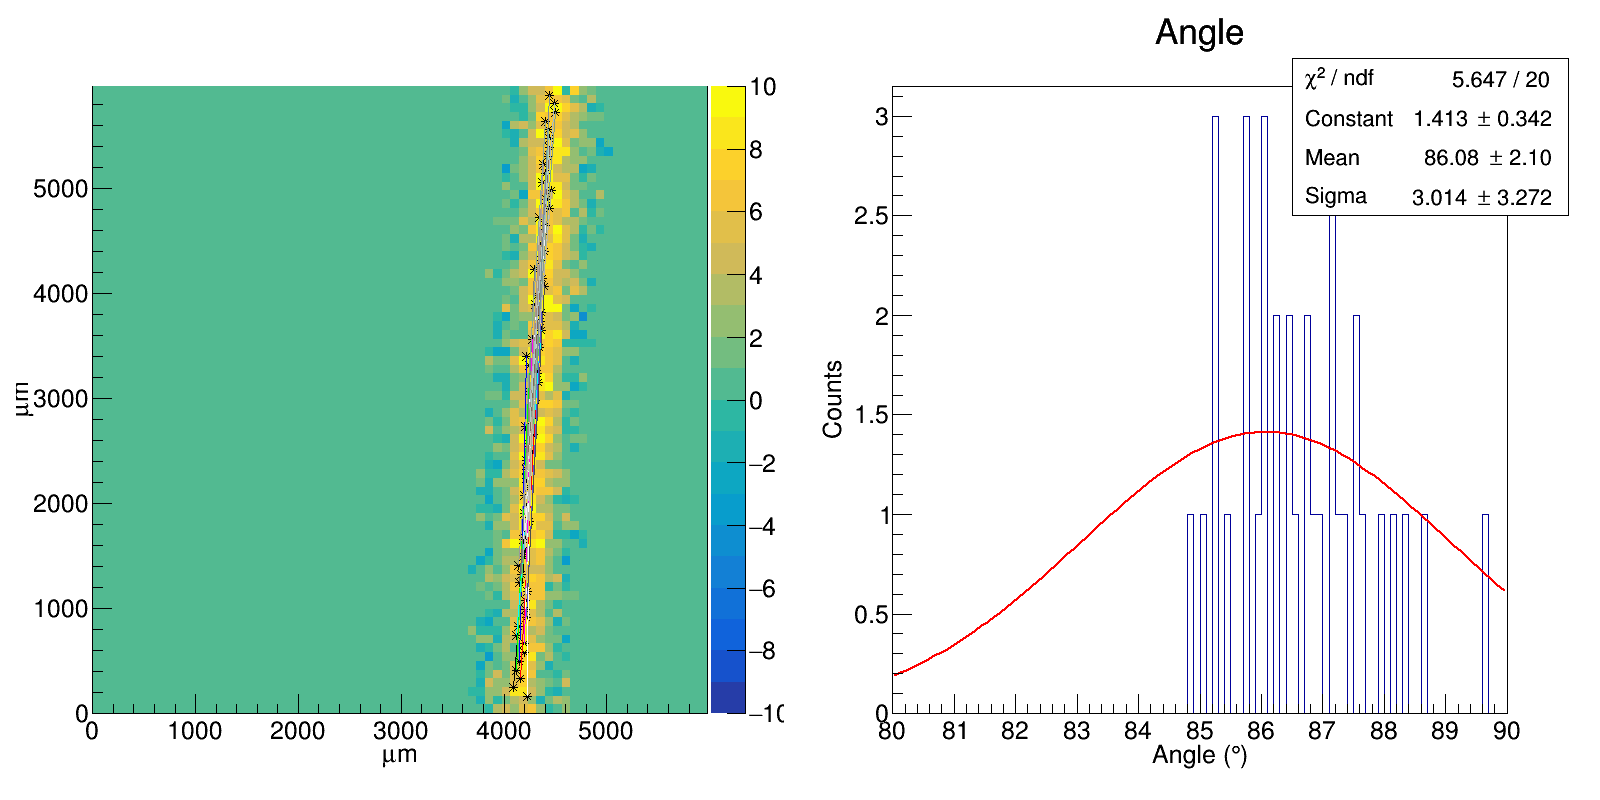 Angle
χ² / ndf 5.647 / 20
Constant 1.413 ± 0.342
Mean 86.08 ± 2.10
Sigma 3.014 ± 3.272
10
8
6
4
2
0
−2
−4
−6
−8
−10
5000
4000
3000
2000
1000
0
μm
0 1000 2000 3000 4000 5000
μm
3
2.5
2
1.5
1
0.5
0
Counts
80 81 82 83 84 85 86 87 88 89 90
Angle (°)